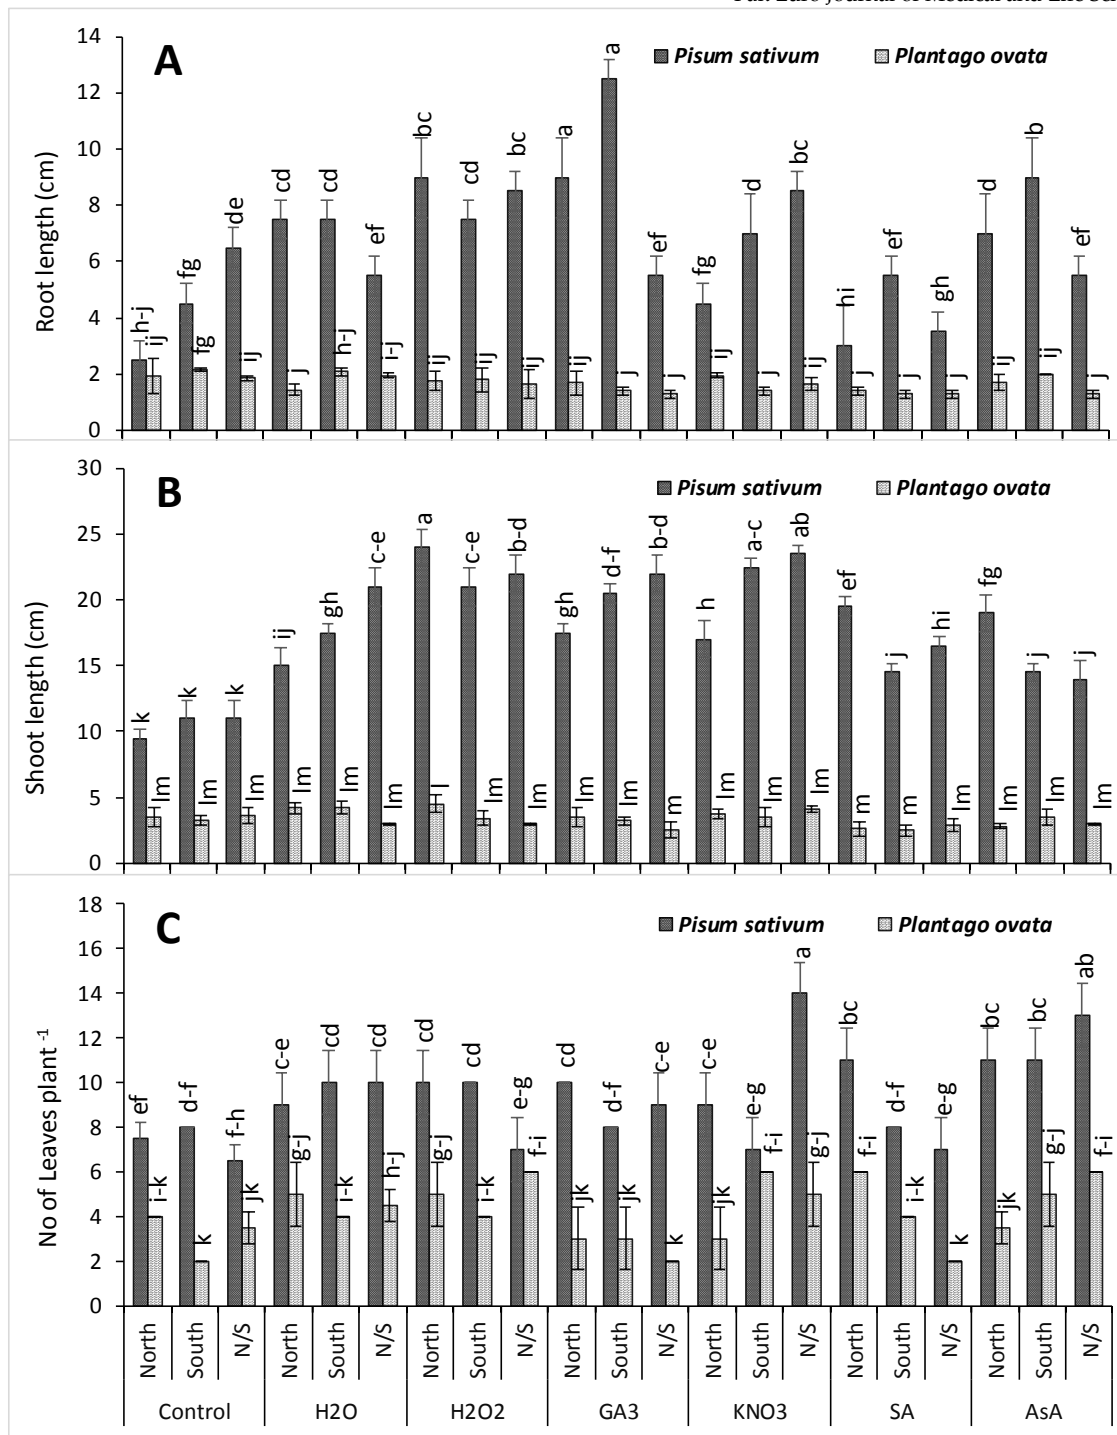 A
Pisum sativum Plantago ovata
Root length (cm)
14
12
10
8
6
4
2
0
h-j ij fg fg de ij cd j cd h-j ef i-j bc ij cd ij bc ij a ij a j ef j fg ij d j bc ij hi j ef j gh j d ij b ij ef j
B
Pisum sativum Plantago ovata
Shoot length (cm)
30
25
20
15
10
5
0
k lm k lm k lm ij lm gh lm c-e lm a l c-e lm b-d lm gh lm d-f lm b-d m h lm a-c lm ab lm ef m j m hi lm fg lm j lm j lm
C
Pisum sativum Plantago ovata
No of Leaves plant -1
18
16
14
12
10
8
6
4
2
0
ef i-k d-f k f-h jk c-e g-j cd i-k cd h-j cd g-j cd i-k e-g f-i cd jk d-f jk c-e k c-e jk e-g f-i a g-j bc f-i d-f i-k e-g k bc jk bc g-j ab f-i
North South N/S North South N/S North South N/S North South N/S North South N/S North South N/S North South N/S
Control H2O H2O2 GA3 KNO3 SA AsA